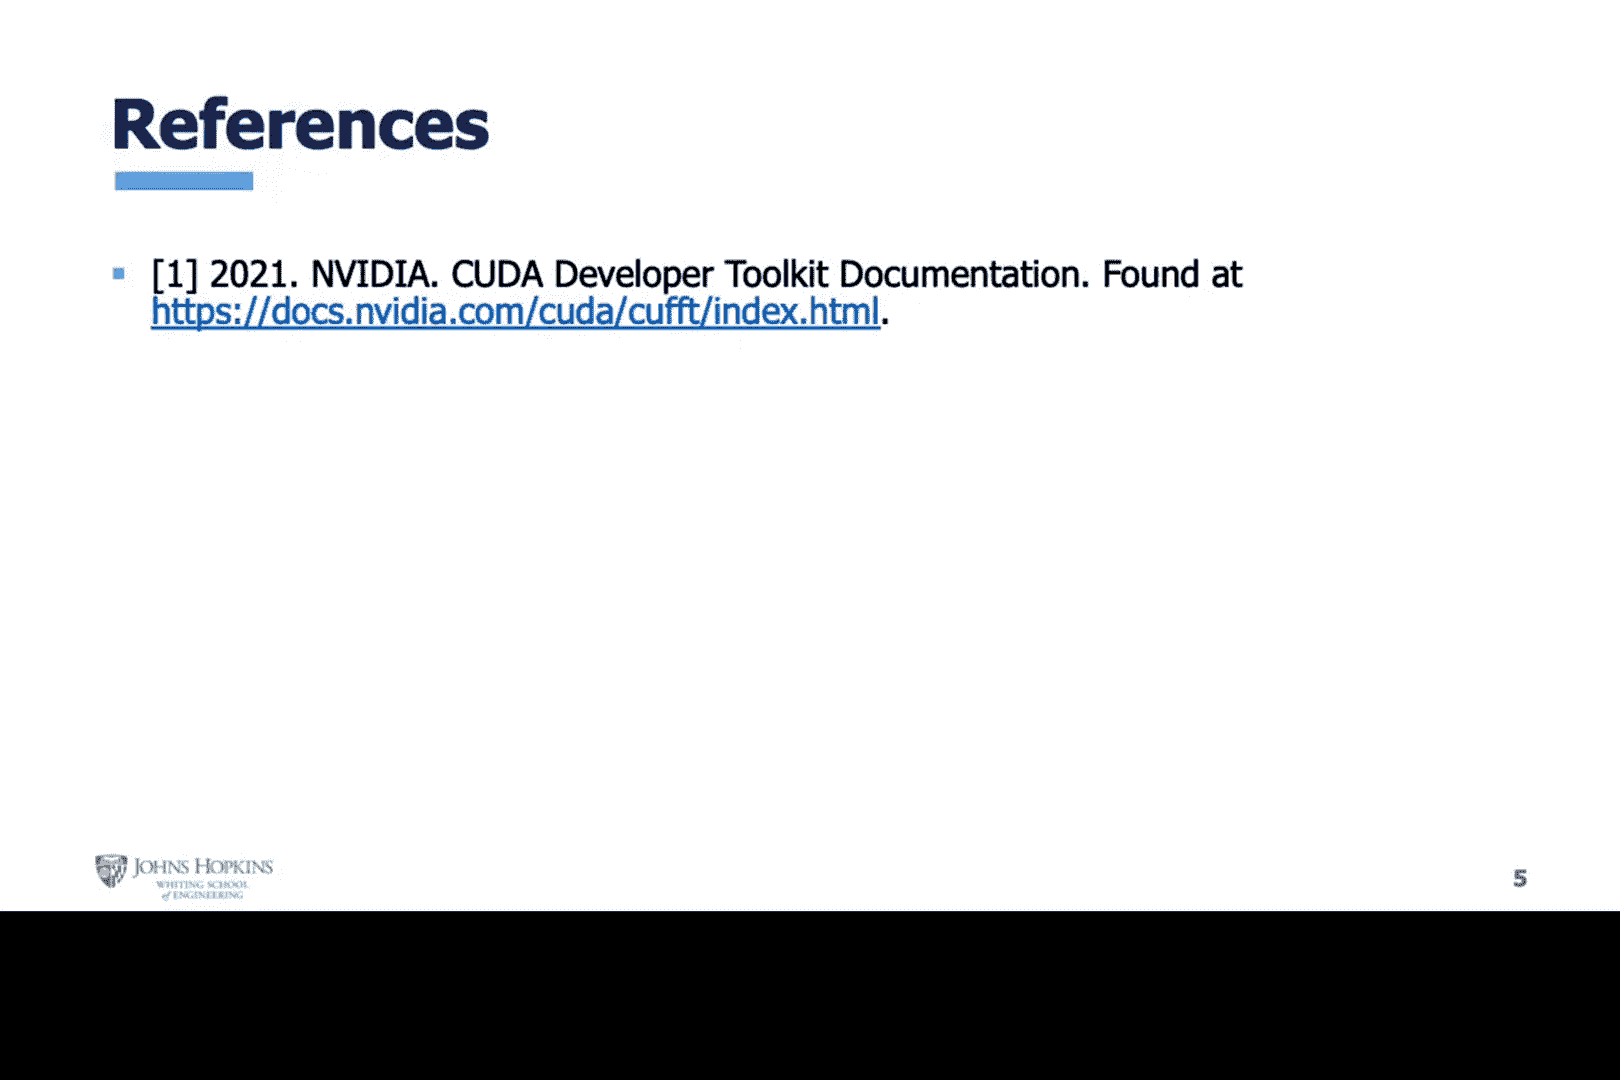 References
[1] 2021. NVIDIA. CUDA Developer Toolkit Documentation. Found at
https://docs.nvidia.com/cuda/cufft/index.html.
JOHNS HOPKINS
WHITING SCHOOL
of ENGINEERING
5